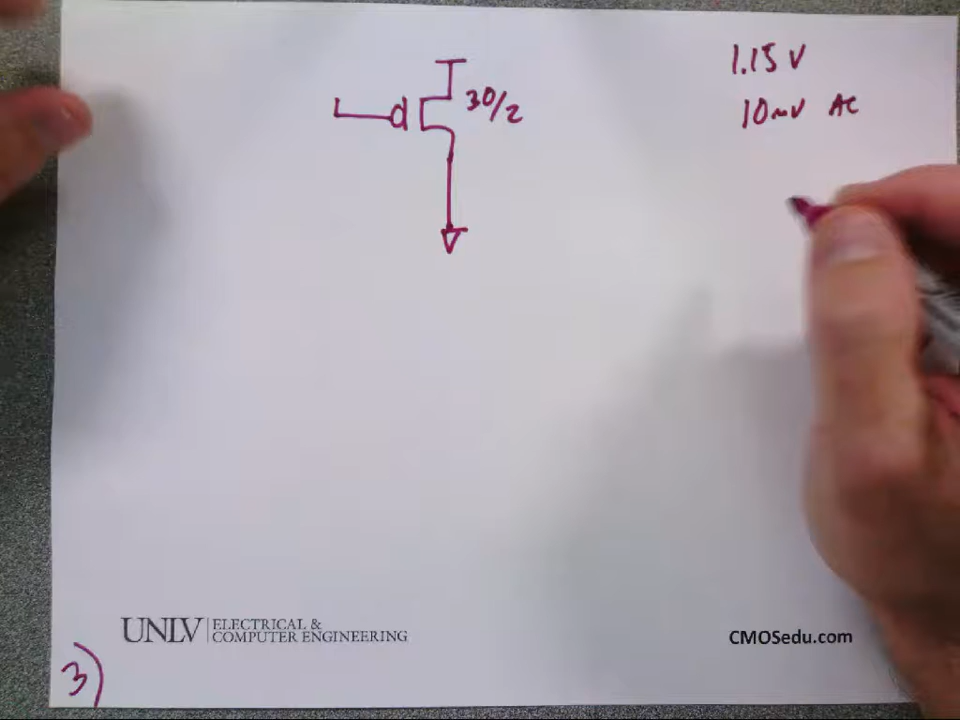 1.15 V
30/2
10mV AC
UNLV ELECTRICAL &
COMPUTER ENGINEERING
CMOSedu.com
3)